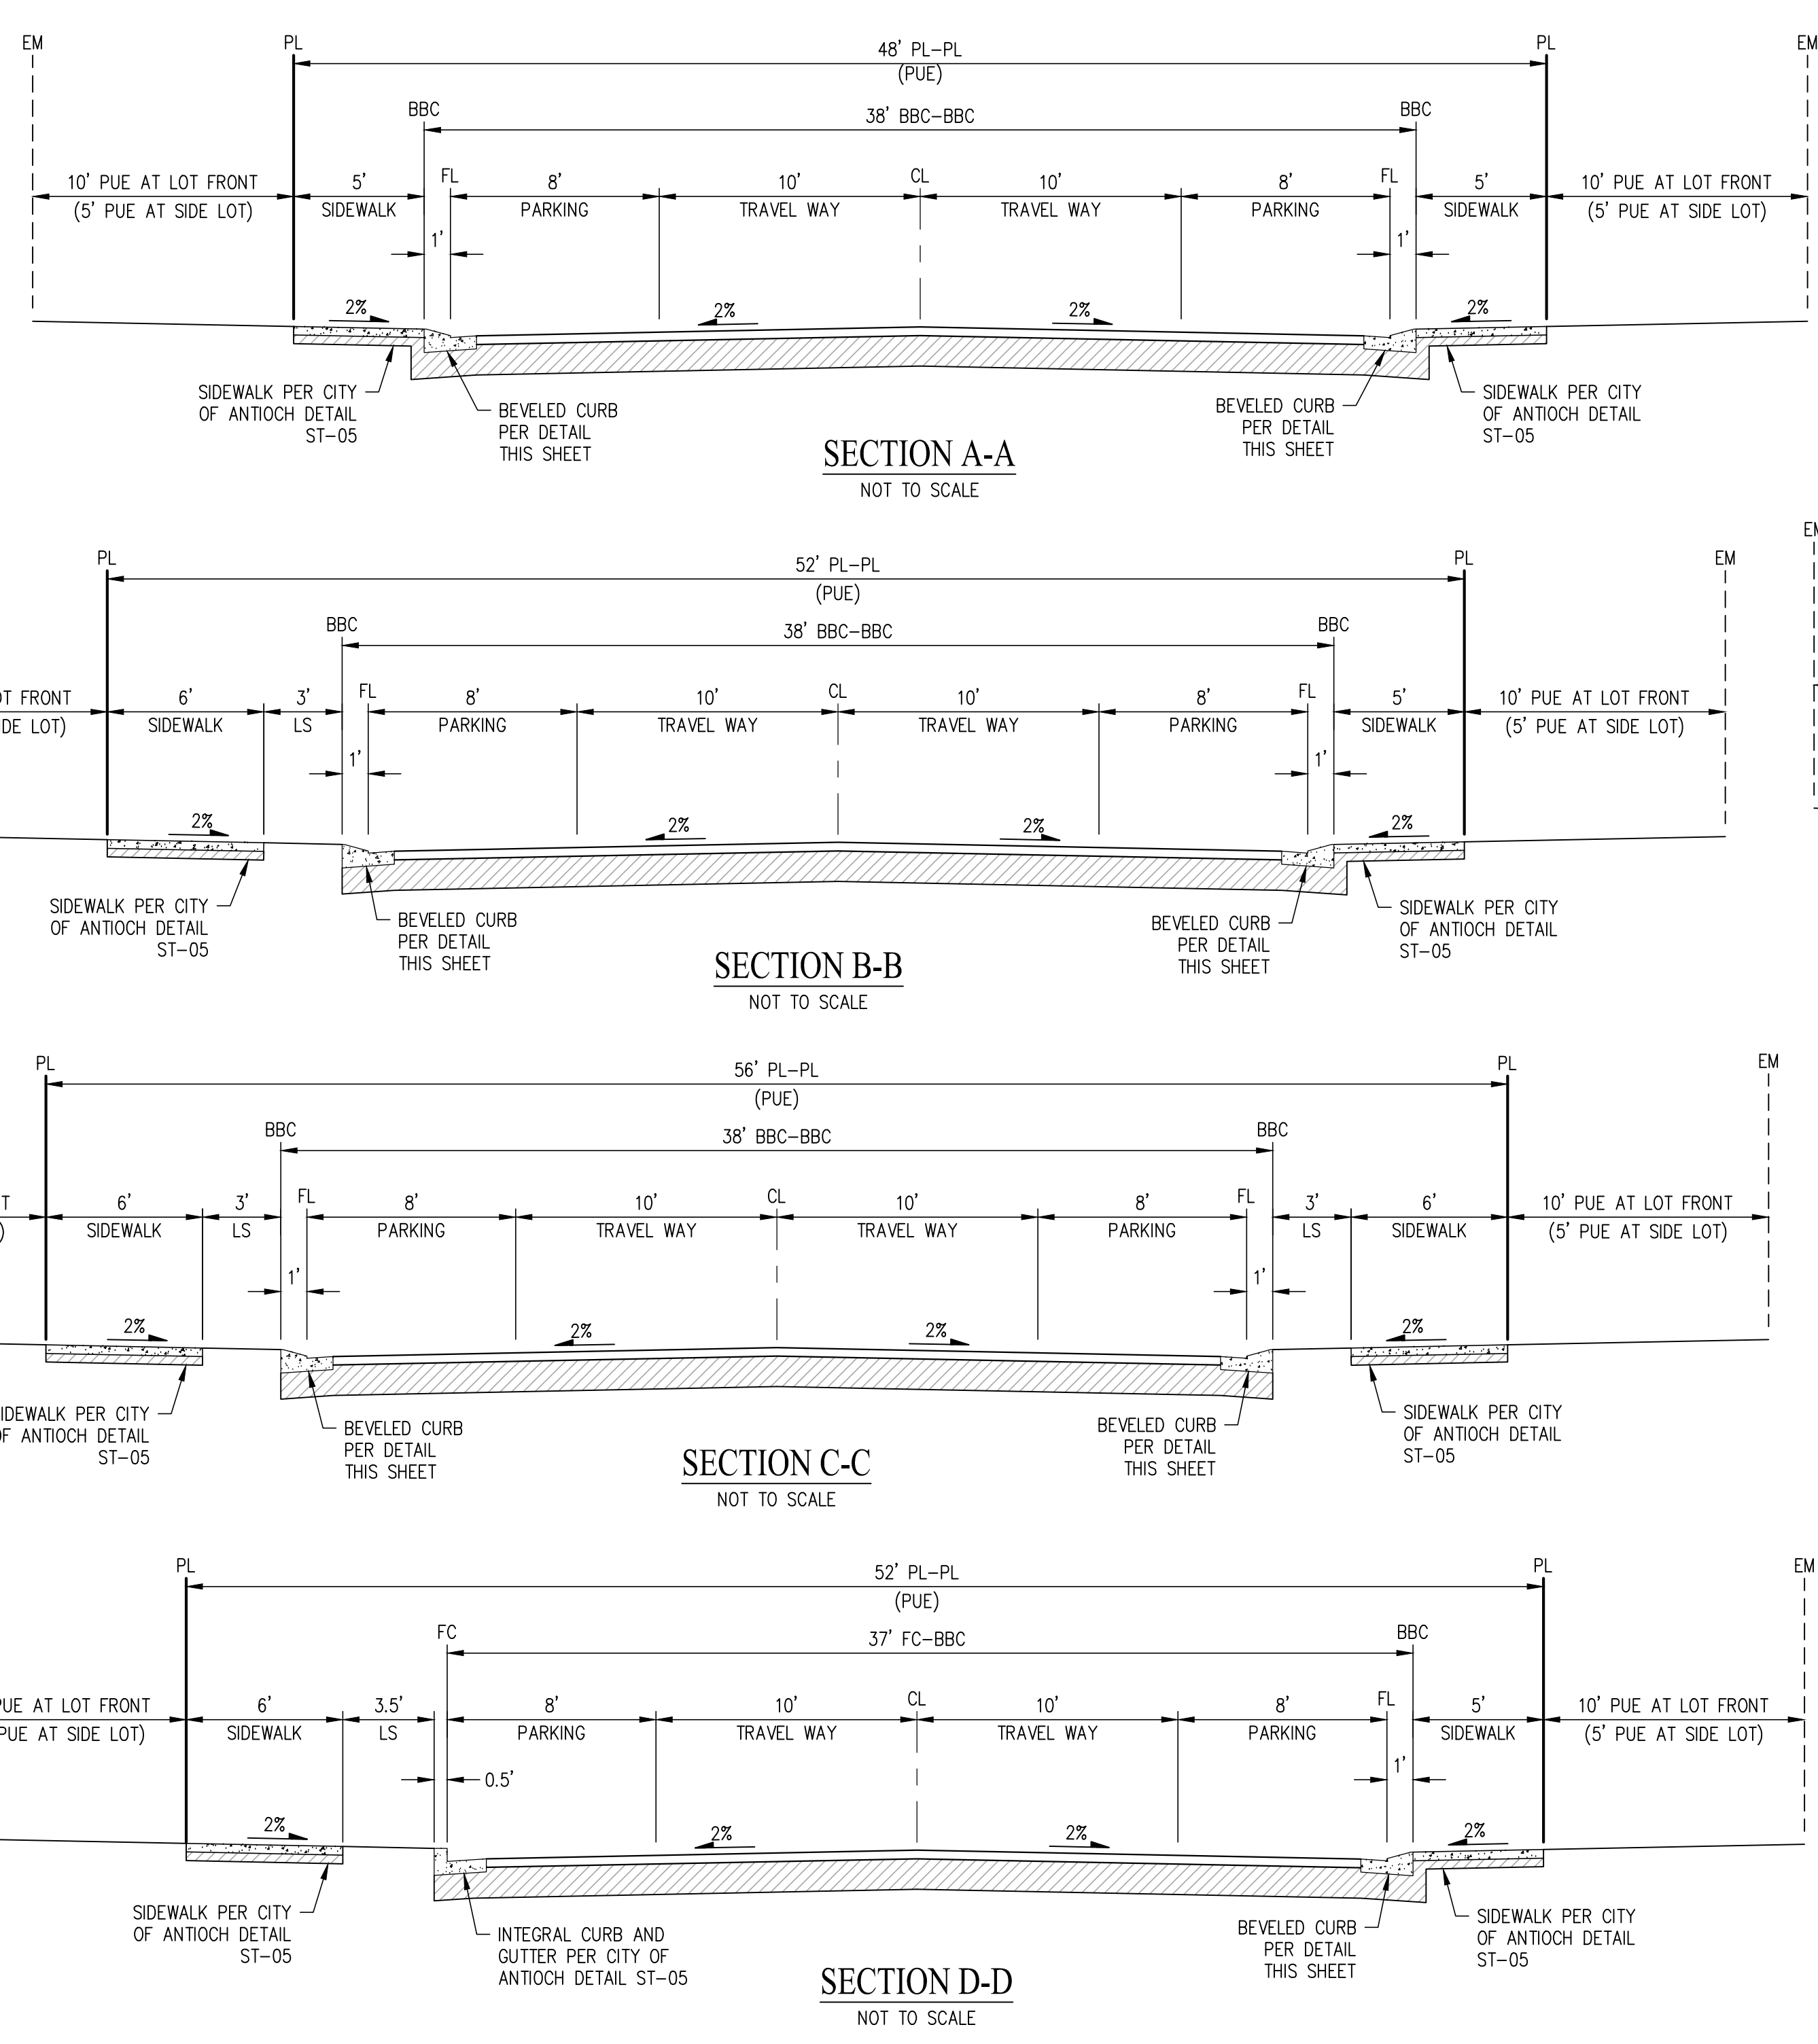 EM PL 48' PL-PL PL EM
(PUE)
BBC 38' BBC-BBC BBC
10' PUE AT LOT FRONT 5' FL 8' 10' CL 10' 8' FL 5' 10' PUE AT LOT FRONT
(5' PUE AT SIDE LOT) SIDEWALK PARKING TRAVEL WAY TRAVEL WAY PARKING SIDEWALK (5' PUE AT SIDE LOT)
1' 1'
2% 2% 2% 2%
SIDEWALK PER CITY
OF ANTIOCH DETAIL
ST-05
BEVELED CURB
PER DETAIL
THIS SHEET
BEVELED CURB
PER DETAIL
THIS SHEET
SIDEWALK PER CITY
OF ANTIOCH DETAIL
ST-05
SECTION A-A
NOT TO SCALE
PL 52' PL-PL PL EM
(PUE)
BBC 38' BBC-BBC BBC
FRONT 6' 3' FL 8' 10' CL 10' 8' FL 5' 10' PUE AT LOT FRONT
LOT) SIDEWALK LS PARKING TRAVEL WAY TRAVEL WAY PARKING SIDEWALK (5' PUE AT SIDE LOT)
1' 1'
2% 2% 2% 2%
SIDEWALK PER CITY
OF ANTIOCH DETAIL
ST-05
BEVELED CURB
PER DETAIL
THIS SHEET
BEVELED CURB
PER DETAIL
THIS SHEET
SIDEWALK PER CITY
OF ANTIOCH DETAIL
ST-05
SECTION B-B
NOT TO SCALE
PL 56' PL-PL PL EM
(PUE)
BBC 38' BBC-BBC BBC
6' 3' FL 8' 10' CL 10' 8' FL 3' 6' 10' PUE AT LOT FRONT
SIDEWALK LS PARKING TRAVEL WAY TRAVEL WAY PARKING LS SIDEWALK (5' PUE AT SIDE LOT)
1' 1'
2% 2% 2% 2%
PER CITY
ANTIOCH DETAIL
ST-05
BEVELED CURB
PER DETAIL
THIS SHEET
BEVELED CURB
PER DETAIL
THIS SHEET
SIDEWALK PER CITY
OF ANTIOCH DETAIL
ST-05
SECTION C-C
NOT TO SCALE
PL 52' PL-PL PL EM
(PUE)
FC 37' FC-BBC BBC
AT LOT FRONT 6' 3.5' 8' 10' CL 10' 8' FL 5' 10' PUE AT LOT FRONT
PUE AT SIDE LOT) SIDEWALK LS PARKING TRAVEL WAY TRAVEL WAY PARKING SIDEWALK (5' PUE AT SIDE LOT)
0.5' 1'
2% 2% 2% 2%
SIDEWALK PER CITY
OF ANTIOCH DETAIL
ST-05
INTEGRAL CURB AND
GUTTER PER CITY OF
ANTIOCH DETAIL ST-05
BEVELED CURB
PER DETAIL
THIS SHEET
SIDEWALK PER CITY
OF ANTIOCH DETAIL
ST-05
SECTION D-D
NOT TO SCALE